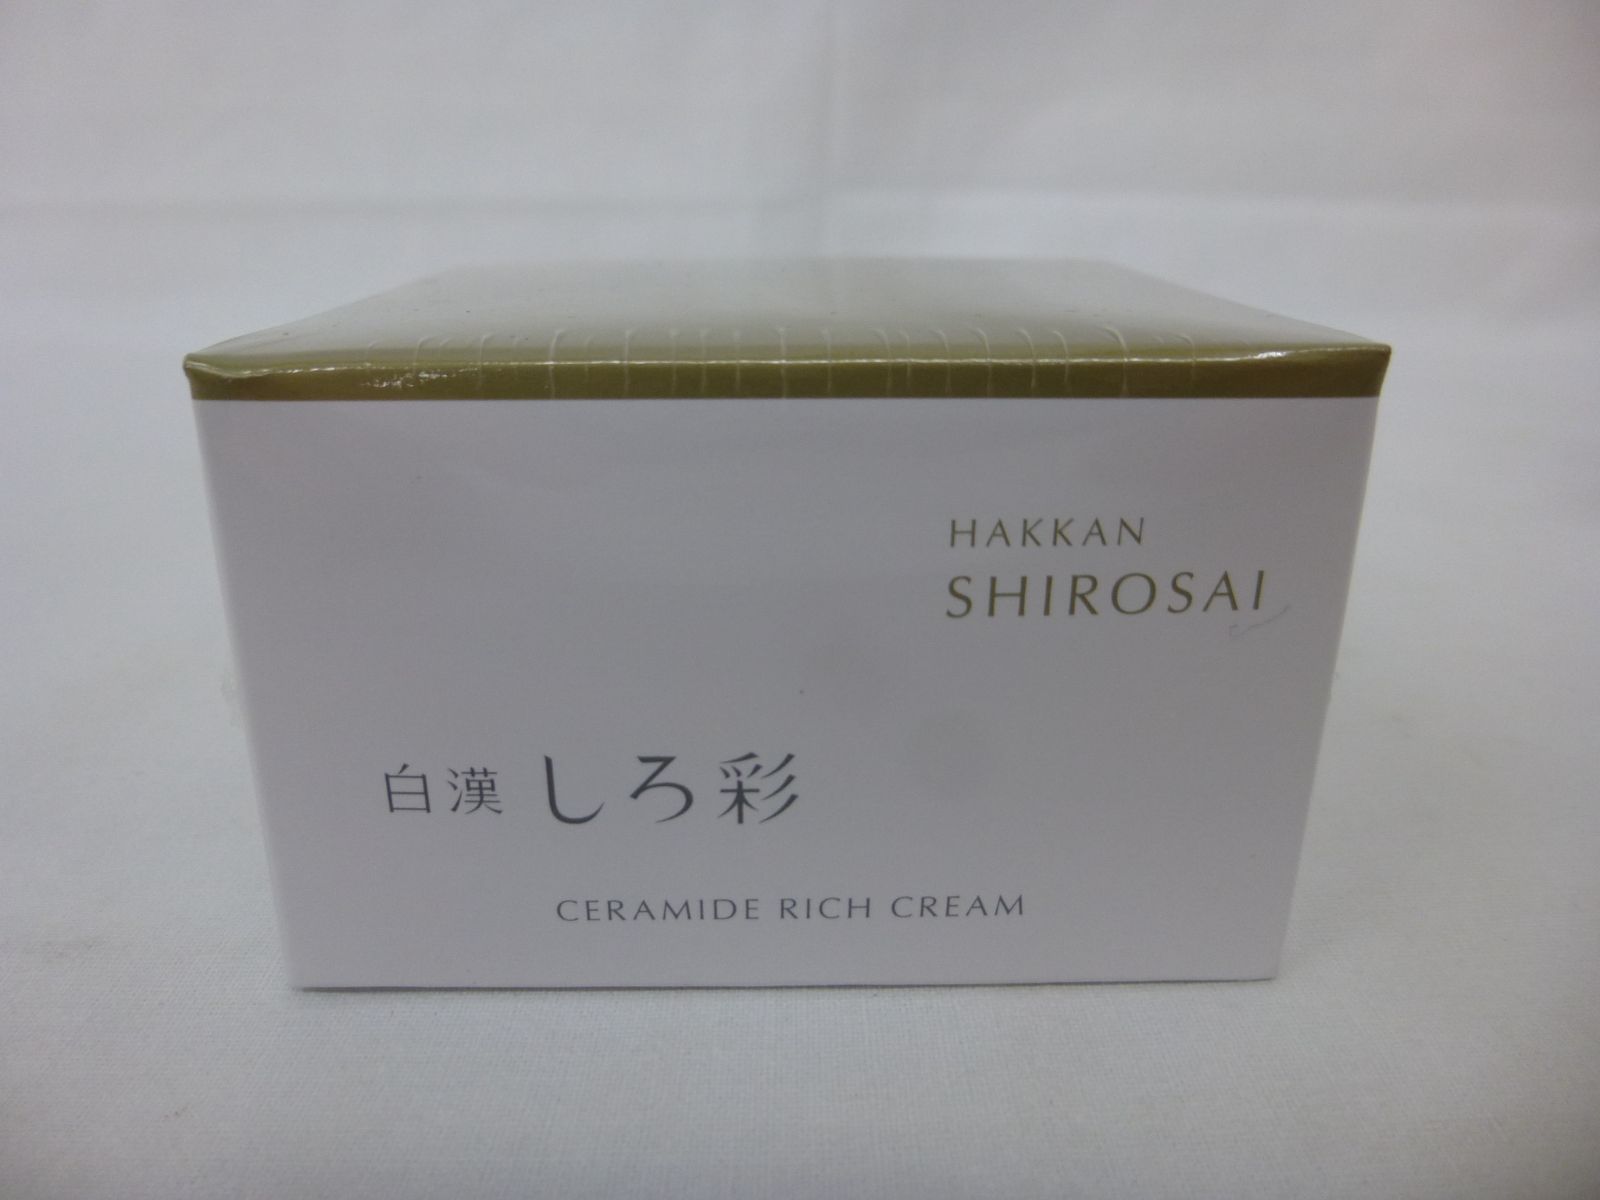 HAKKAN
SHIROSAI
白漢 しろ彩
CERAMIDE RICH CREAM